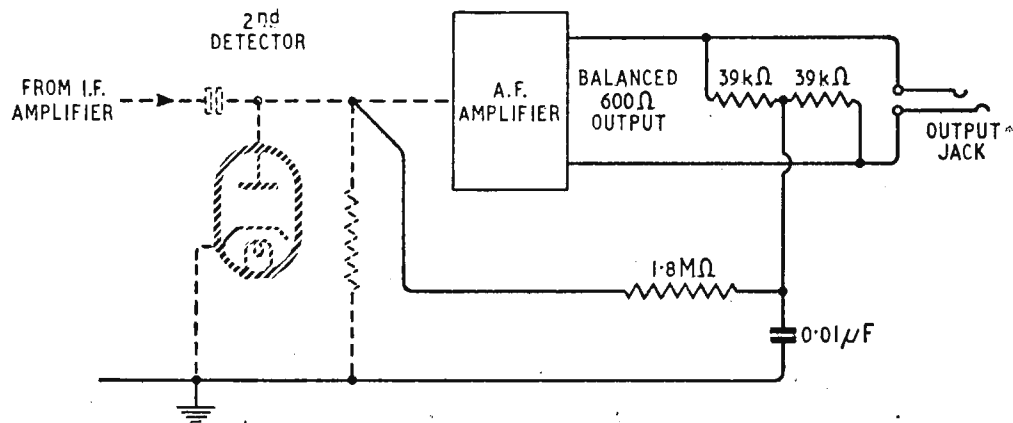 2nd
DETECTOR
FROM I.F.
AMPLIFIER
A.F.
AMPLIFIER
BALANCED
600Ω
OUTPUT
39kΩ 39kΩ
OUTPUT
JACK
1·8MΩ
0·01μF